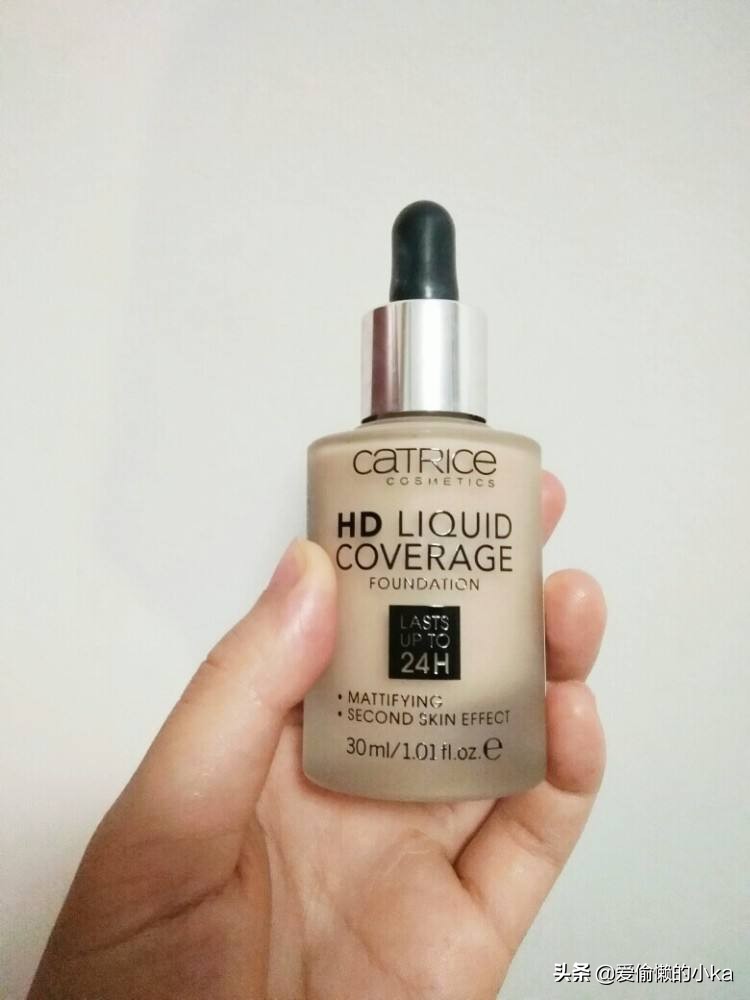 CATRICE
COSMETICS
HD LIQUID
COVERAGE
FOUNDATION
LASTS
UP TO
24H
• MATTIFYING
• SECOND SKIN EFFECT
30ml/1.01 fl.oz.℮
头条 @爱偷懒的小ka